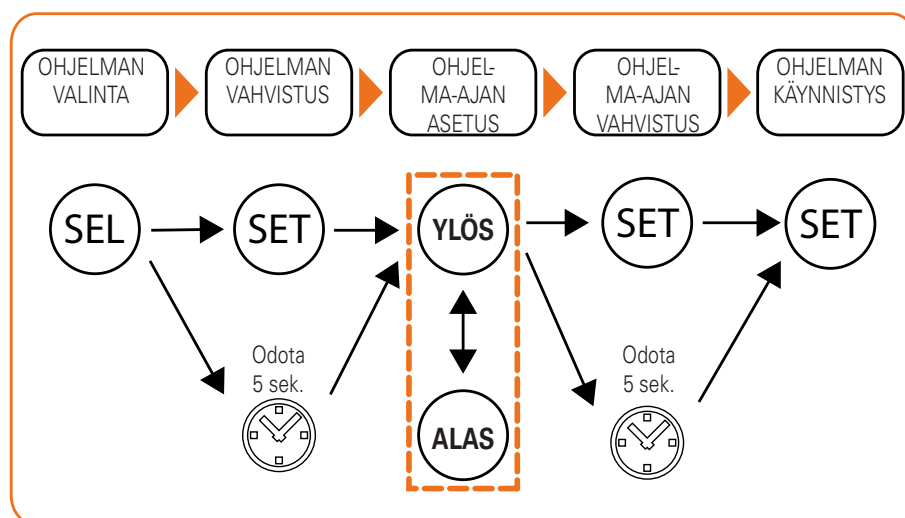 OHJELMAN
VALINTA
OHJELMAN
VAHVISTUS
OHJEL-
MA-AJAN
ASETUS
OHJEL-
MA-AJAN
VAHVISTUS
OHJELMAN
KÄYNNISTYS
SEL
SET
YLÖS
SET
SET
Odota
5 sek.
ALAS
Odota
5 sek.